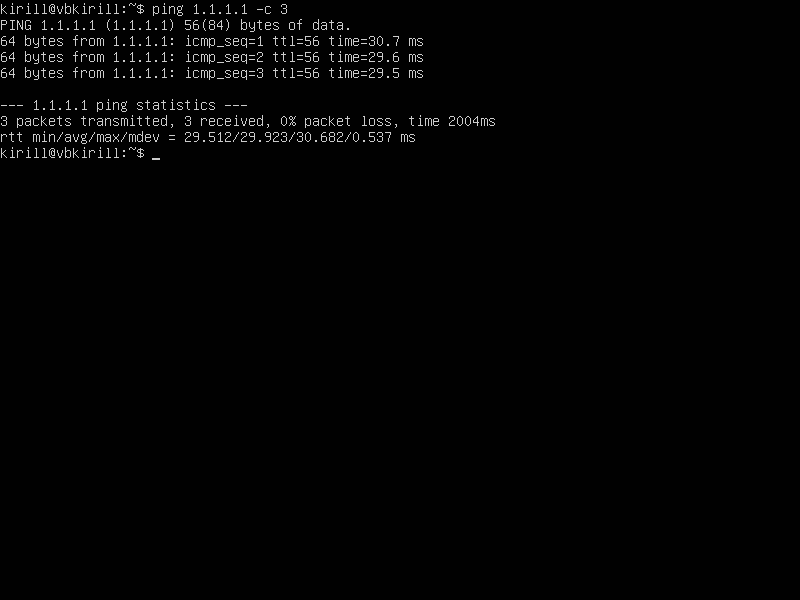 kirill@vbkirill:~$ ping 1.1.1.1 -c 3
PING 1.1.1.1 (1.1.1.1) 56(84) bytes of data.
64 bytes from 1.1.1.1: icmp_seq=1 ttl=56 time=30.7 ms
64 bytes from 1.1.1.1: icmp_seq=2 ttl=56 time=29.6 ms
64 bytes from 1.1.1.1: icmp_seq=3 ttl=56 time=29.5 ms

--- 1.1.1.1 ping statistics ---
3 packets transmitted, 3 received, 0% packet loss, time 2004ms
rtt min/avg/max/mdev = 29.512/29.923/30.682/0.537 ms
kirill@vbkirill:~$ _